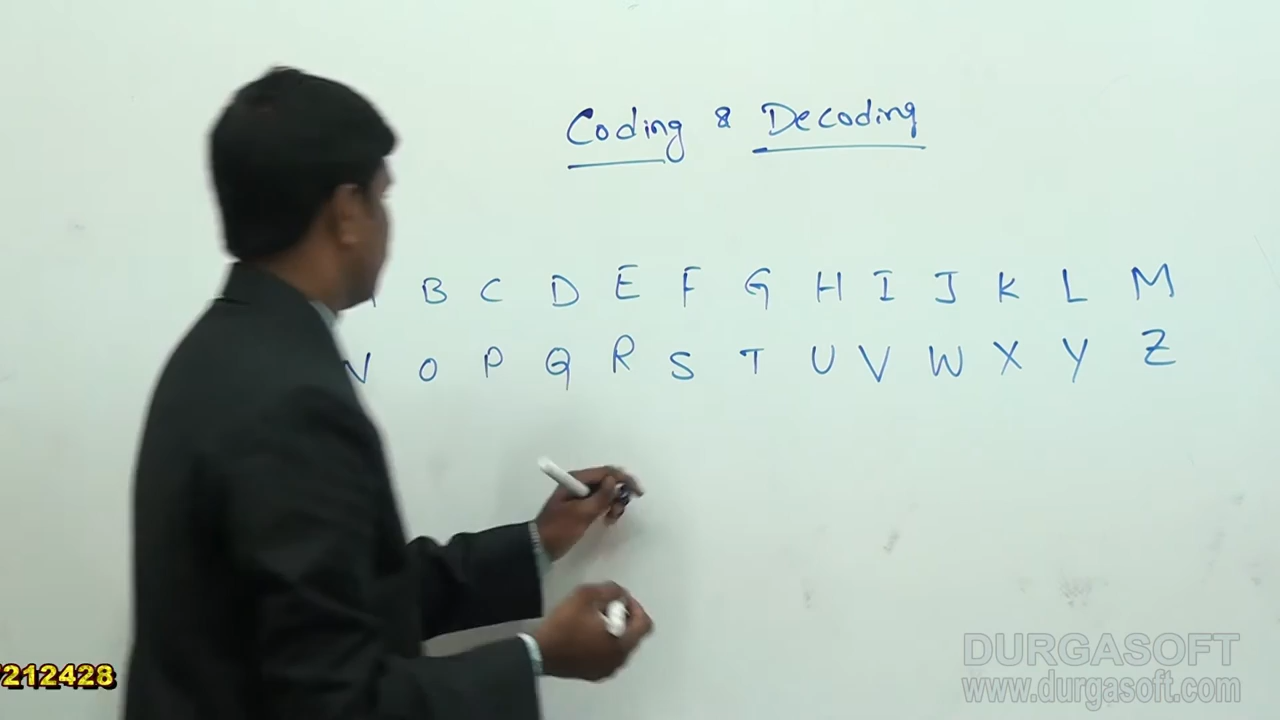 Coding & Decoding
B C D E F G H I J K L M
N O P Q R S T U V W X Y Z
212428
DURGASOFT
www.durgasoft.com